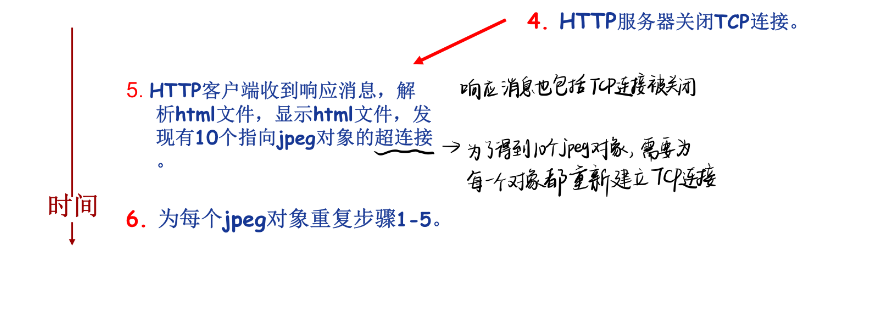 4. HTTP服务器关闭TCP连接。
5. HTTP客户端收到响应消息，解
析html文件，显示html文件，发
现有10个指向jpeg对象的超连接
。
响应消息也包括TCP连接被关闭
→为了得到10个jpeg对象，需要为
每一个对象都重新建立TCP连接
时间
6. 为每个jpeg对象重复步骤1-5。